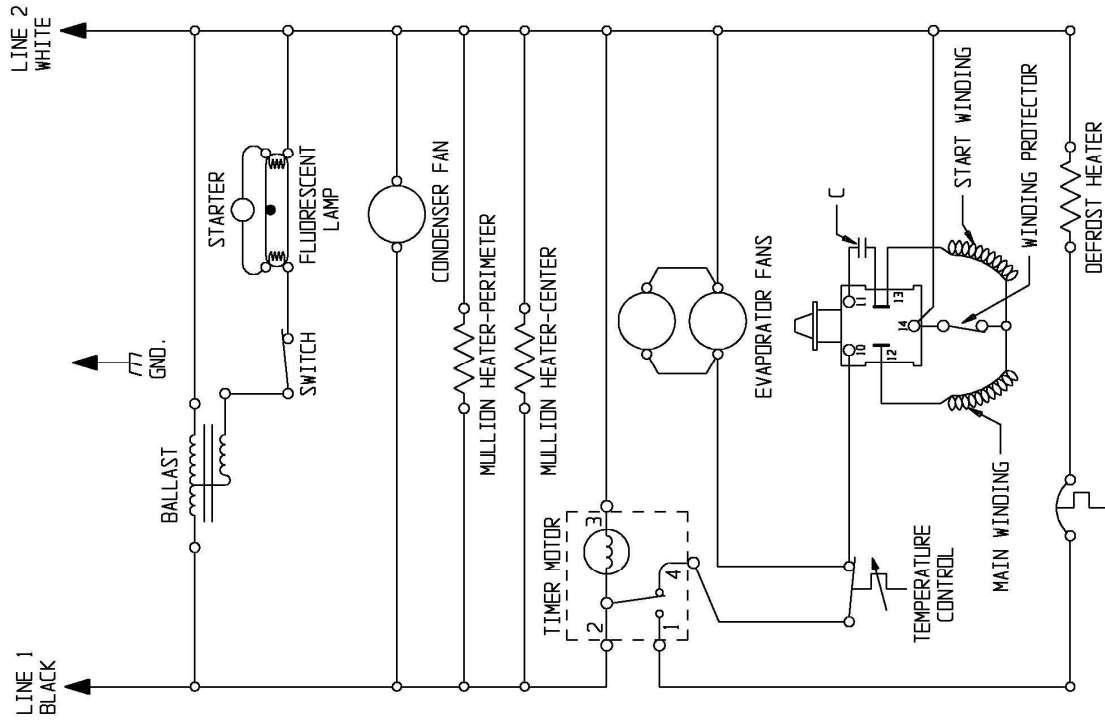 LINE 1
BLACK
GND.
LINE 2
WHITE
BALLAST
SWITCH
STARTER
FLUORESCENT
LAMP
CONDENSER FAN
MULLION HEATER-PERIMETER
MULLION HEATER-CENTER
TIMER MOTOR
2
3
1
4
EVAPORATOR FANS
TEMPERATURE
CONTROL
10
11
12
14
13
C
MAIN WINDING
START WINDING
WINDING PROTECTOR
DEFROST HEATER